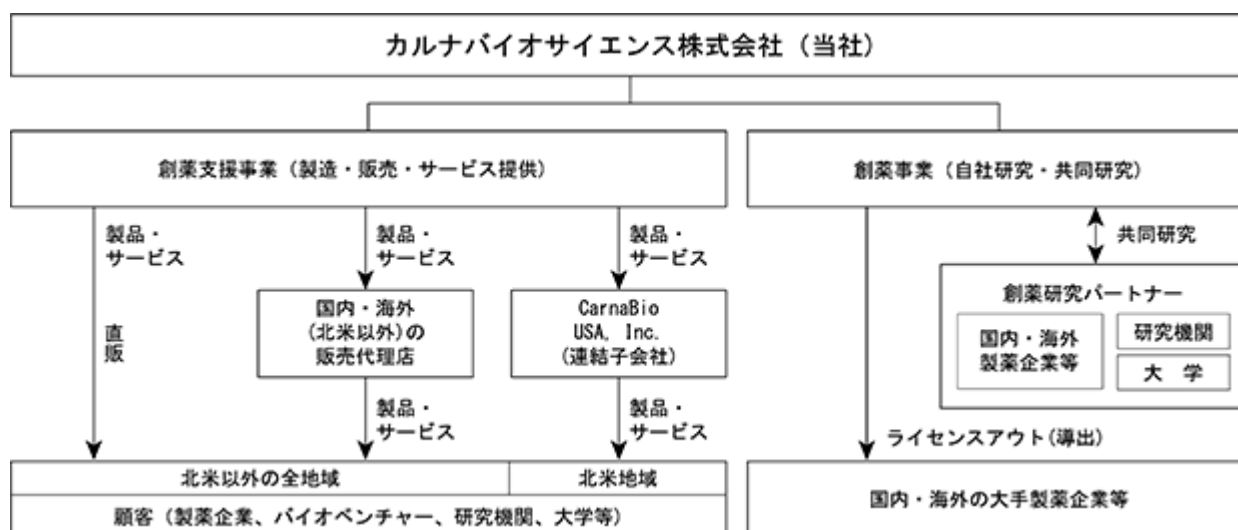 カルナバイオサイエンス株式会社（当社）
創薬支援事業（製造・販売・サービス提供）
創薬事業（自社研究・共同研究）
製品・
サービス
製品・
サービス
製品・
サービス
共同研究
直販
国内・海外
(北米以外)の
販売代理店
CarnaBio
USA, Inc.
(連結子会社)
創薬研究パートナー
国内・海外
製薬企業等
研究機関
大　学
製品・
サービス
製品・
サービス
ライセンスアウト(導出)
北米以外の全地域
北米地域
顧客（製薬企業、バイオベンチャー、研究機関、大学等）
国内・海外の大手製薬企業等